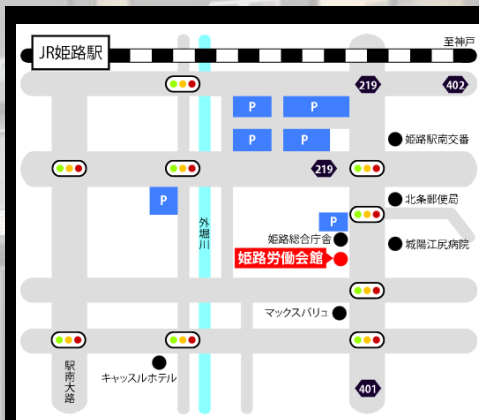 JR姫路駅
至神戸
219
402
P
P
P
P
姫路駅南交番
219
P
北条郵便局
P
外堀川
姫路総合庁舎
城陽江尻病院
姫路労働会館
マックスバリュ
駅南大路
キャッスルホテル
401